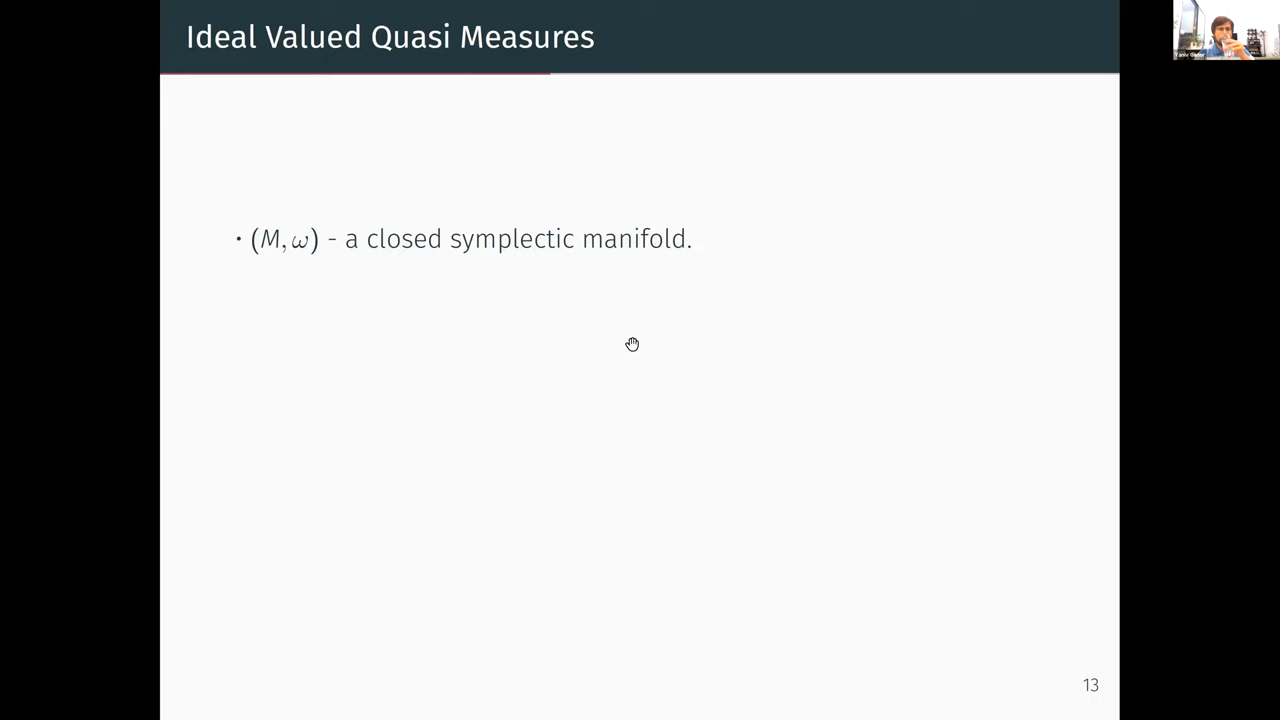 Ideal Valued Quasi Measures
· (M, ω) - a closed symplectic manifold.
13